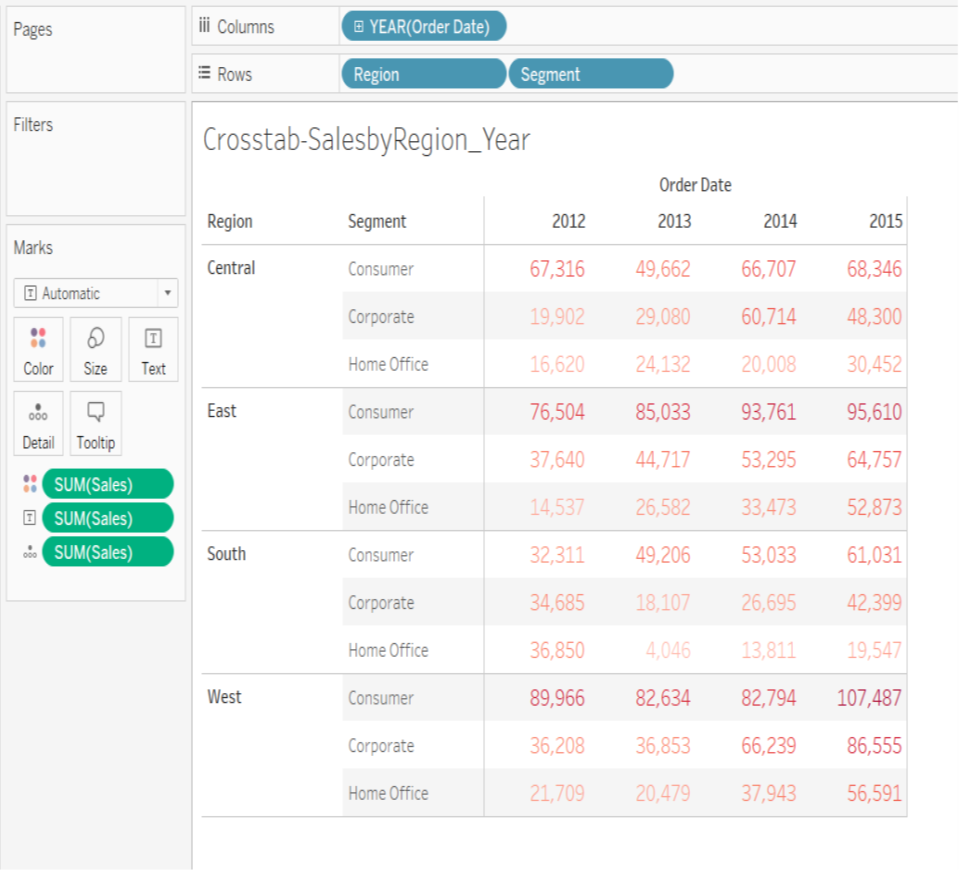 Pages
iii Columns
YEAR(Order Date)
Rows
Region Segment
Filters
Crosstab-SalesbyRegion_Year
Order Date
Region Segment 2012 2013 2014 2015
Central Consumer 67,316 49,662 66,707 68,346
Corporate 19,902 29,080 60,714 48,300
Home Office 16,620 24,132 20,008 30,452
East Consumer 76,504 85,033 93,761 95,610
Corporate 37,640 44,717 53,295 64,757
Home Office 14,537 26,582 33,473 52,873
South Consumer 32,311 49,206 53,033 61,031
Corporate 34,685 18,107 26,695 42,399
Home Office 36,850 4,046 13,811 19,547
West Consumer 89,966 82,634 82,794 107,487
Corporate 36,208 36,853 66,239 86,555
Home Office 21,709 20,479 37,943 56,591
Marks
T Automatic
Color Size T Text
Detail Tooltip
SUM(Sales)
T SUM(Sales)
SUM(Sales)